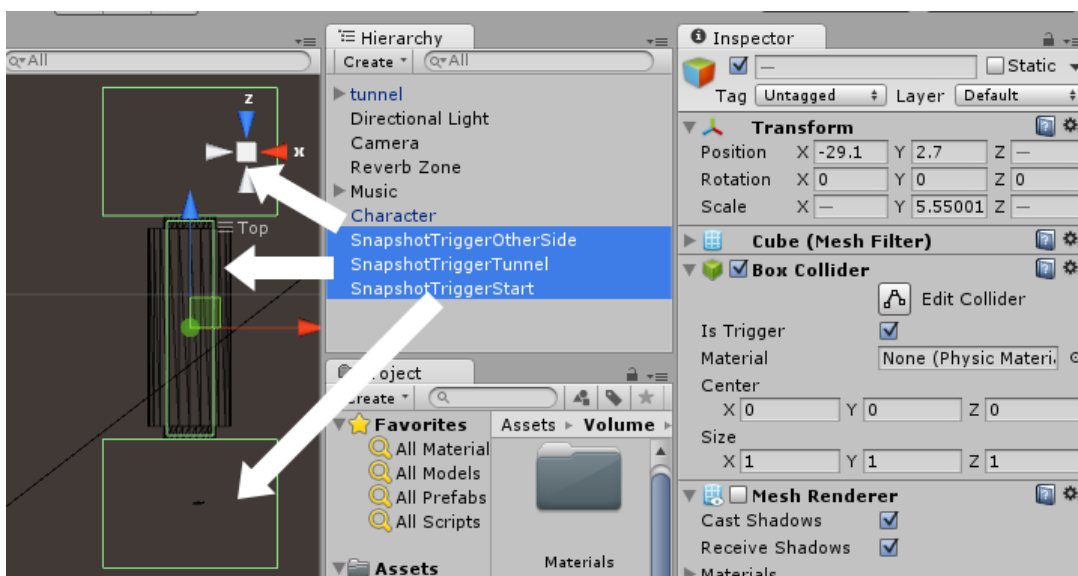 All
z
x
Top
Hierarchy
Create All
tunnel
Directional Light
Camera
Reverb Zone
Music
Character
SnapshotTriggerOtherSide
SnapshotTriggerTunnel
SnapshotTriggerStart
Favorites
All Material
All Models
All Prefabs
All Scripts
Assets
Assets Volume
Materials
Inspector
—
Static
Tag Untagged Layer Default
Transform
Position X -29.1 Y 2.7 Z —
Rotation X 0 Y 0 Z 0
Scale X — Y 5.55001 Z —
Cube (Mesh Filter)
Box Collider
Edit Collider
Is Trigger
Material None (Physic Materi
Center
X 0 Y 0 Z 0
Size
X 1 Y 1 Z 1
Mesh Renderer
Cast Shadows
Receive Shadows
Materials